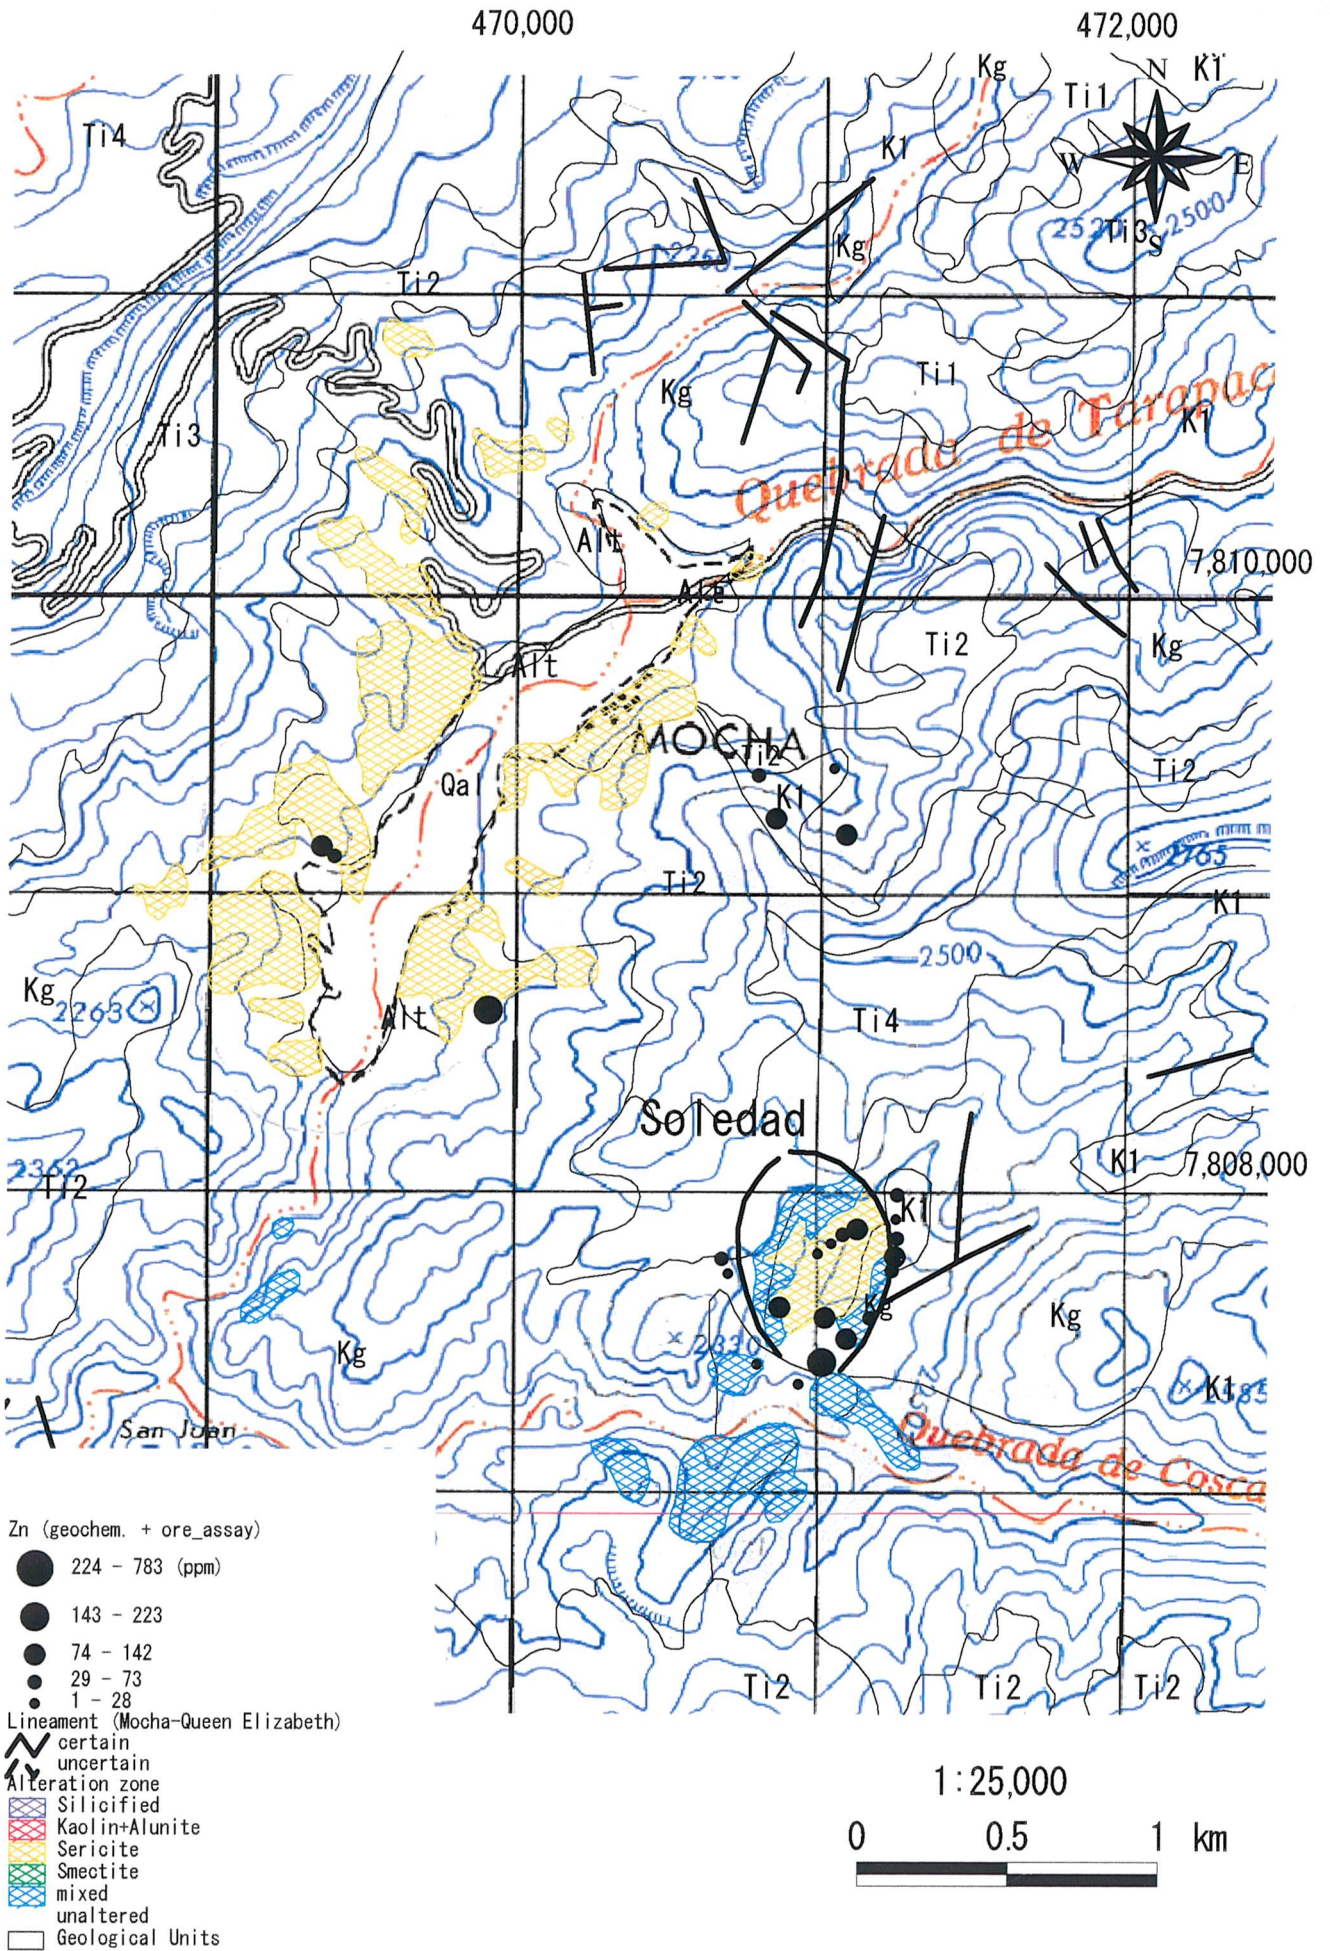 470,000
472,000
Kg
N
K1
Ti1
Ti4
K1
W
E
2500
Ti3
S
Kg
2250
Ti2
Ti1
Kg
K1
Quebrada de Tarapac
Ti3
Alt
7,810,000
Alt
Ti2
Kg
Alt
MOCHA
Ti2
Ti2
Qal
K1
2765
Ti2
K1
2500
Kg
2263
Alt
Ti4
Soledad
K1
7,808,000
2362
Ti2
K1
Kg
Kg
2330
Kg
K1
San Juan
Quebrada de Cosca
Zn (geochem. + ore_assay)
224 - 783 (ppm)
143 - 223
74 - 142
29 - 73
1 - 28
Ti2
Ti2
Ti2
Lineament (Mocha-Queen Elizabeth)
certain
uncertain
Alteration zone
Silicified
Kaolin+Alunite
Sericite
Smectite
mixed
unaltered
Geological Units
1:25,000
0 0.5 1 km